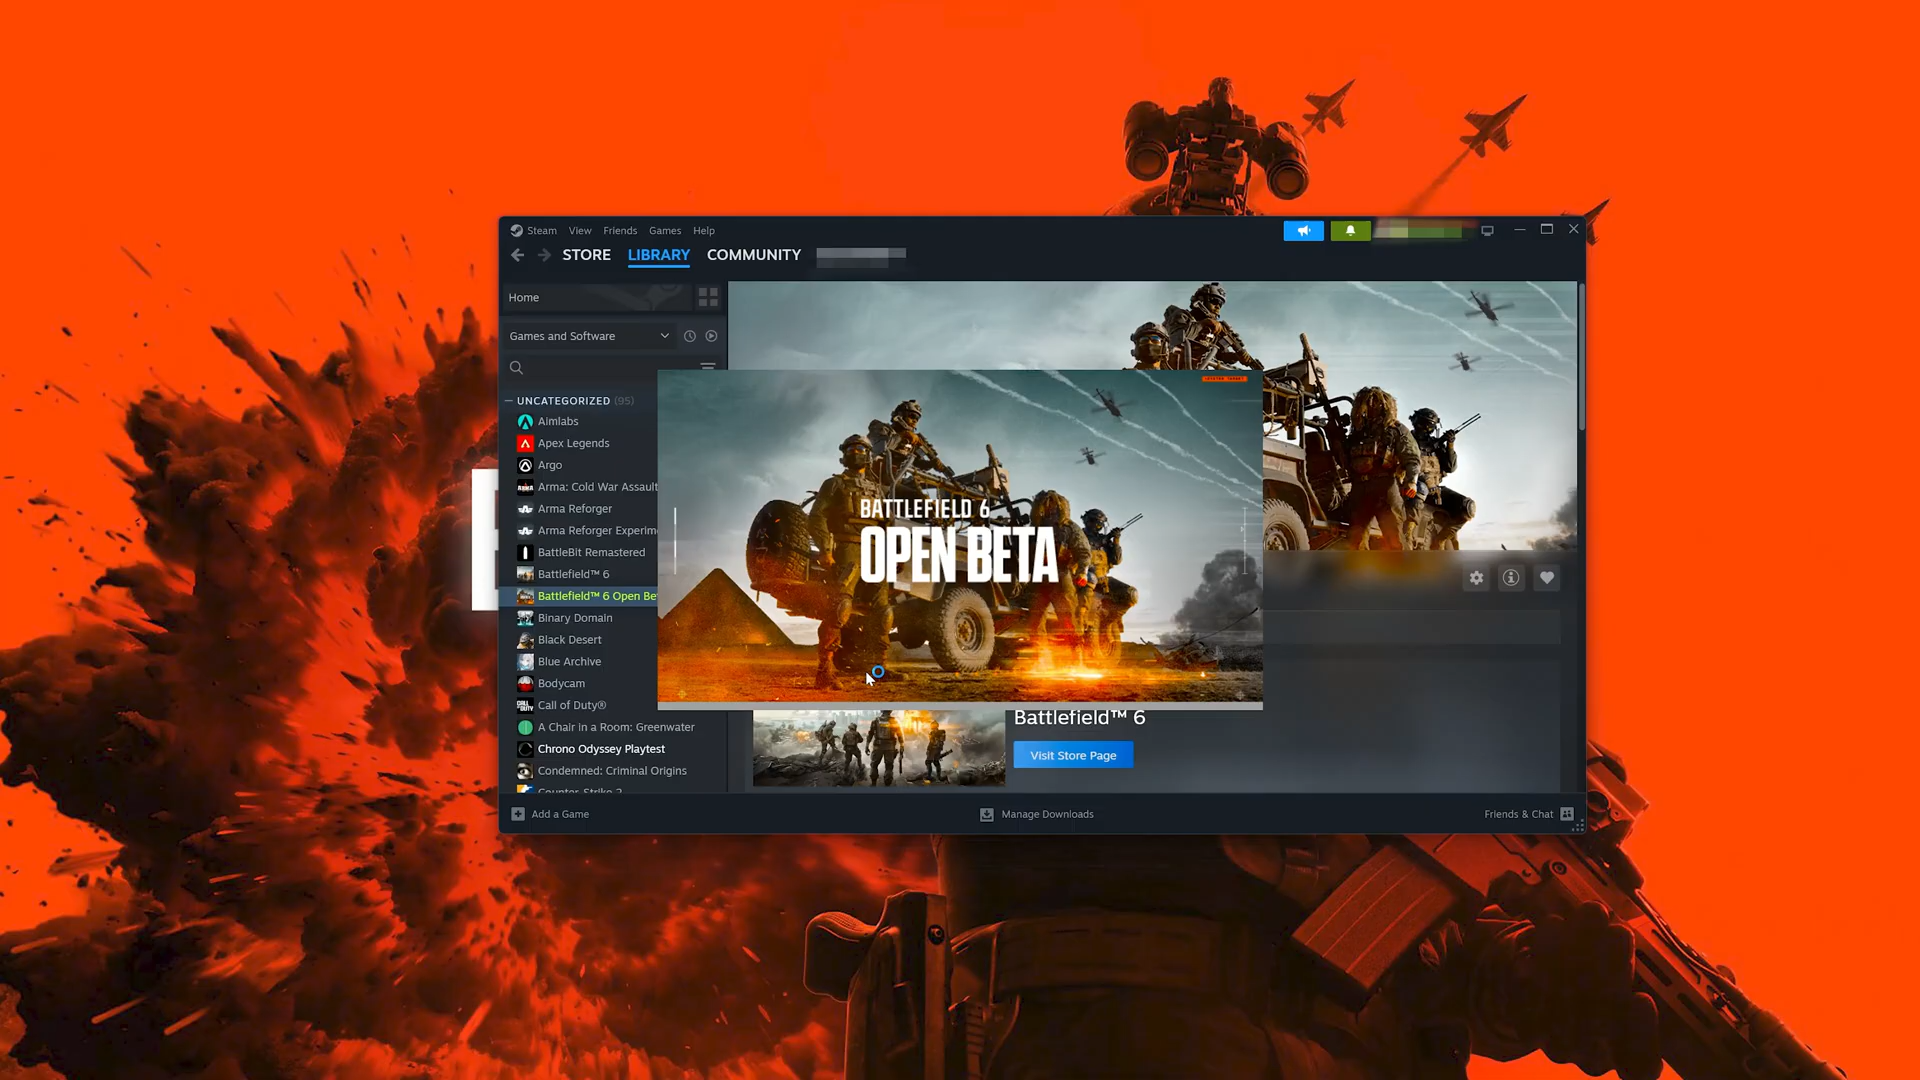 Steam View Friends Games Help
STORE LIBRARY COMMUNITY
Home
Games and Software
UNCATEGORIZED (95)
Aimlabs
Apex Legends
Argo
Arma: Cold War Assault
Arma Reforger
Arma Reforger Experim
BattleBit Remastered
Battlefield™ 6
Battlefield™ 6 Open Be
Binary Domain
Black Desert
Blue Archive
Bodycam
Call of Duty®
A Chair in a Room: Greenwater
Chrono Odyssey Playtest
Condemned: Criminal Origins
Counter-Strike 2
BATTLEFIELD 6
OPEN BETA
Battlefield™ 6
Visit Store Page
Add a Game
Manage Downloads
Friends & Chat